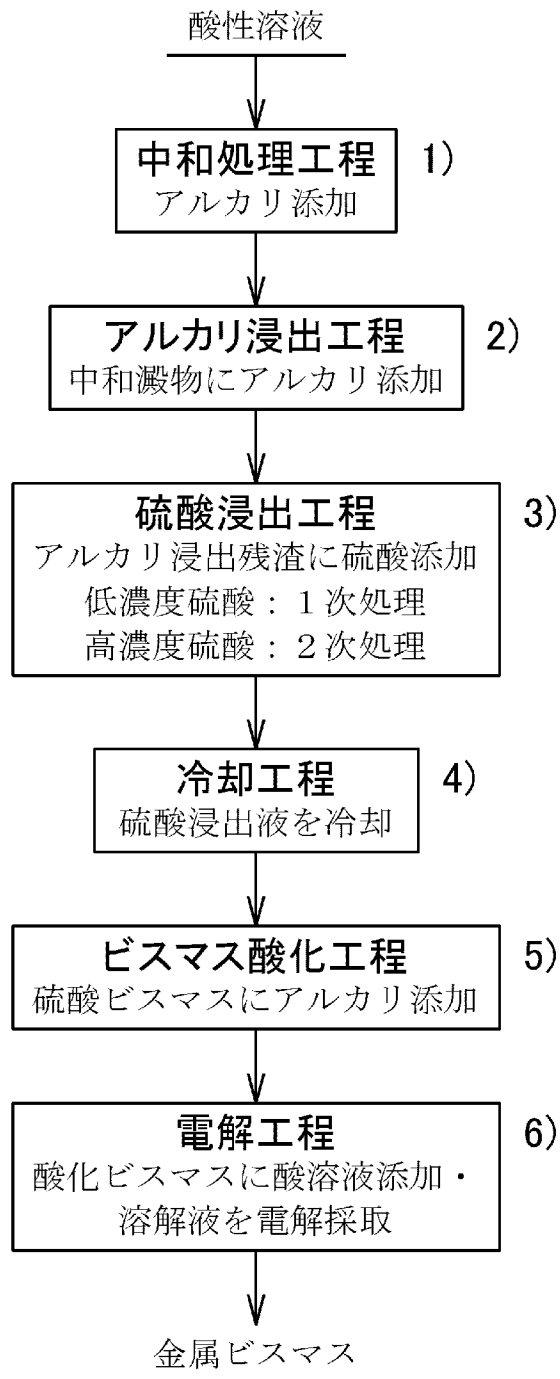 酸性溶液
中和処理工程 1)
アルカリ添加
アルカリ浸出工程 2)
中和澱物にアルカリ添加
硫酸浸出工程 3)
アルカリ浸出残渣に硫酸添加
低濃度硫酸：１次処理
高濃度硫酸：２次処理
冷却工程 4)
硫酸浸出液を冷却
ビスマス酸化工程 5)
硫酸ビスマスにアルカリ添加
電解工程 6)
酸化ビスマスに酸溶液添加・
溶解液を電解採取
金属ビスマス